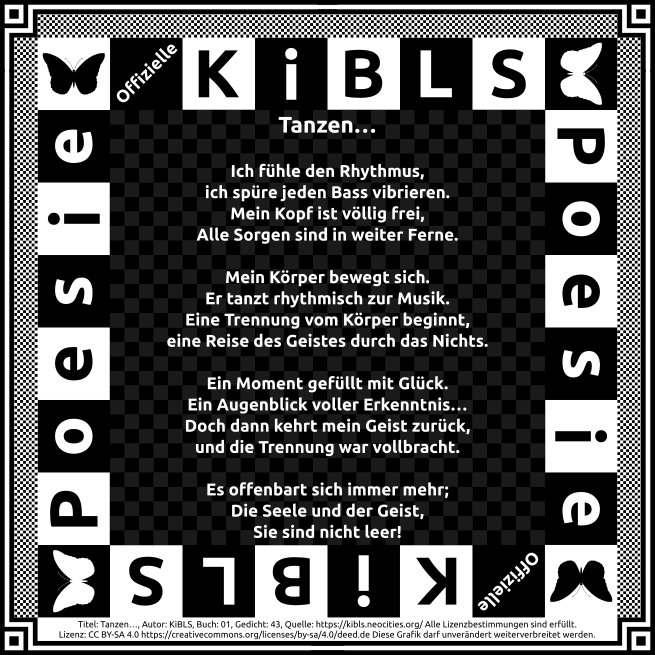 Offizielle KiBLS
Poesie
Poesie
Tanzen…
Ich fühle den Rhythmus,
ich spüre jeden Bass vibrieren.
Mein Kopf ist völlig frei,
Alle Sorgen sind in weiter Ferne.
Mein Körper bewegt sich.
Er tanzt rhythmisch zur Musik.
Eine Trennung vom Körper beginnt,
eine Reise des Geistes durch das Nichts.
Ein Moment gefüllt mit Glück.
Ein Augenblick voller Erkenntnis…
Doch dann kehrt mein Geist zurück,
und die Trennung war vollbracht.
Es offenbart sich immer mehr;
Die Seele und der Geist,
Sie sind nicht leer!
Offizielle KiBLS
Titel: Tanzen…, Autor: KiBLS, Buch: 01, Gedicht: 43, Quelle: https://kibls.neocities.org/ Alle Lizenzbestimmungen sind erfüllt.
Lizenz: CC BY-SA 4.0 https://creativecommons.org/licenses/by-sa/4.0/deed.de Diese Grafik darf unverändert weiterverbreitet werden.